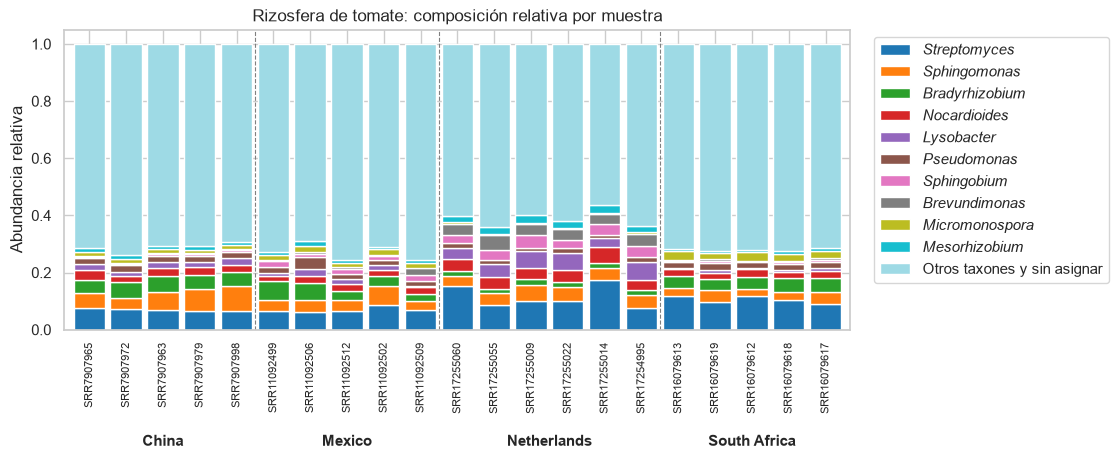 Rizosfera de tomate: composición relativa por muestra
Abundancia relativa
1.0
0.8
0.6
0.4
0.2
0.0
SRR7907965
SRR7907972
SRR7907963
SRR7907979
SRR7907998
SRR11092499
SRR11092506
SRR11092512
SRR11092502
SRR11092509
SRR17255060
SRR17255055
SRR17255009
SRR17255022
SRR17255014
SRR17254995
SRR16079613
SRR16079619
SRR16079612
SRR16079618
SRR16079617
China
Mexico
Netherlands
South Africa
Streptomyces
Sphingomonas
Bradyrhizobium
Nocardioides
Lysobacter
Pseudomonas
Sphingobium
Brevundimonas
Micromonospora
Mesorhizobium
Otros taxones y sin asignar